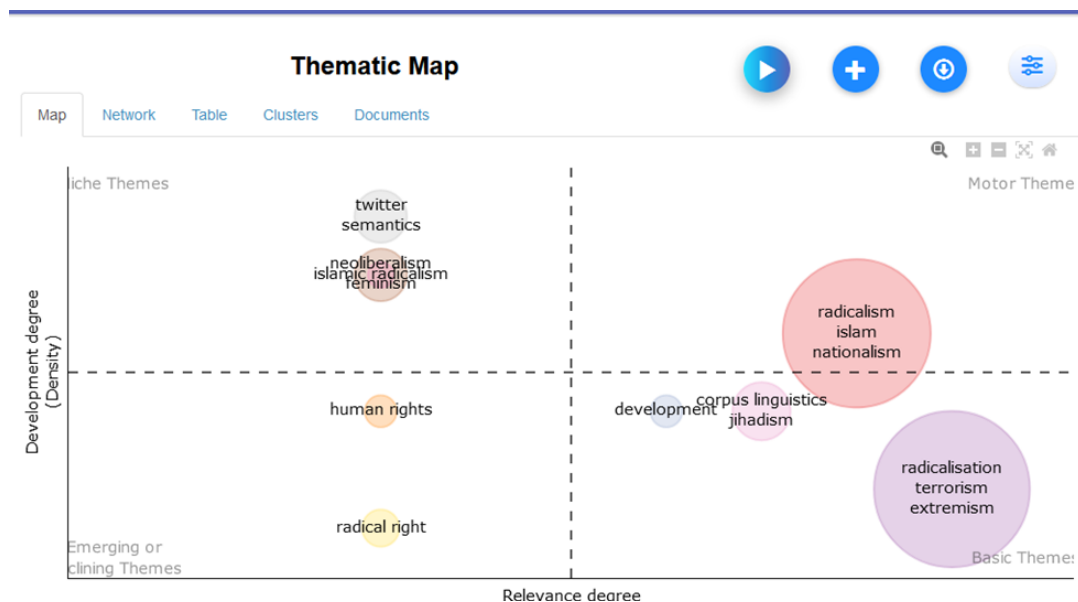 Thematic Map
Map
Network
Table
Clusters
Documents
liche Themes
Motor Theme
twitter
semantics
neoliberalism
islamic radicalism
feminism
radicalism
islam
nationalism
Development degree
(Density)
human rights
development
corpus linguistics
jihadism
radicalisation
terrorism
extremism
radical right
Emerging or
clining Themes
Basic Themes
Relevance degree